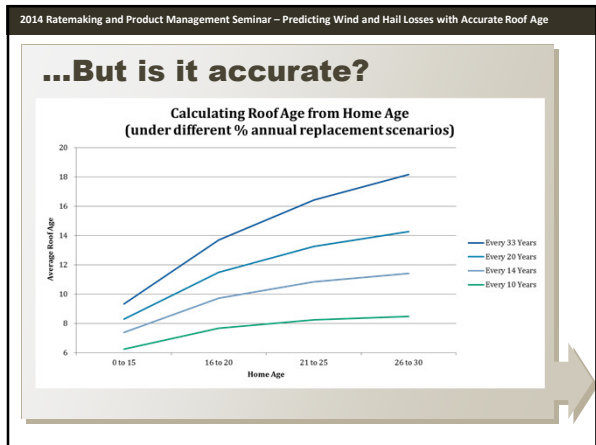 2014 Ratemaking and Product Management Seminar – Predicting Wind and Hail Losses with Accurate Roof Age
...But is it accurate?
Calculating Roof Age from Home Age
(under different % annual replacement scenarios)
20
18
16
14
12
10
8
6
Average Roof Age
0 to 15
16 to 20
21 to 25
26 to 30
Home Age
Every 33 Years
Every 20 Years
Every 14 Years
Every 10 Years